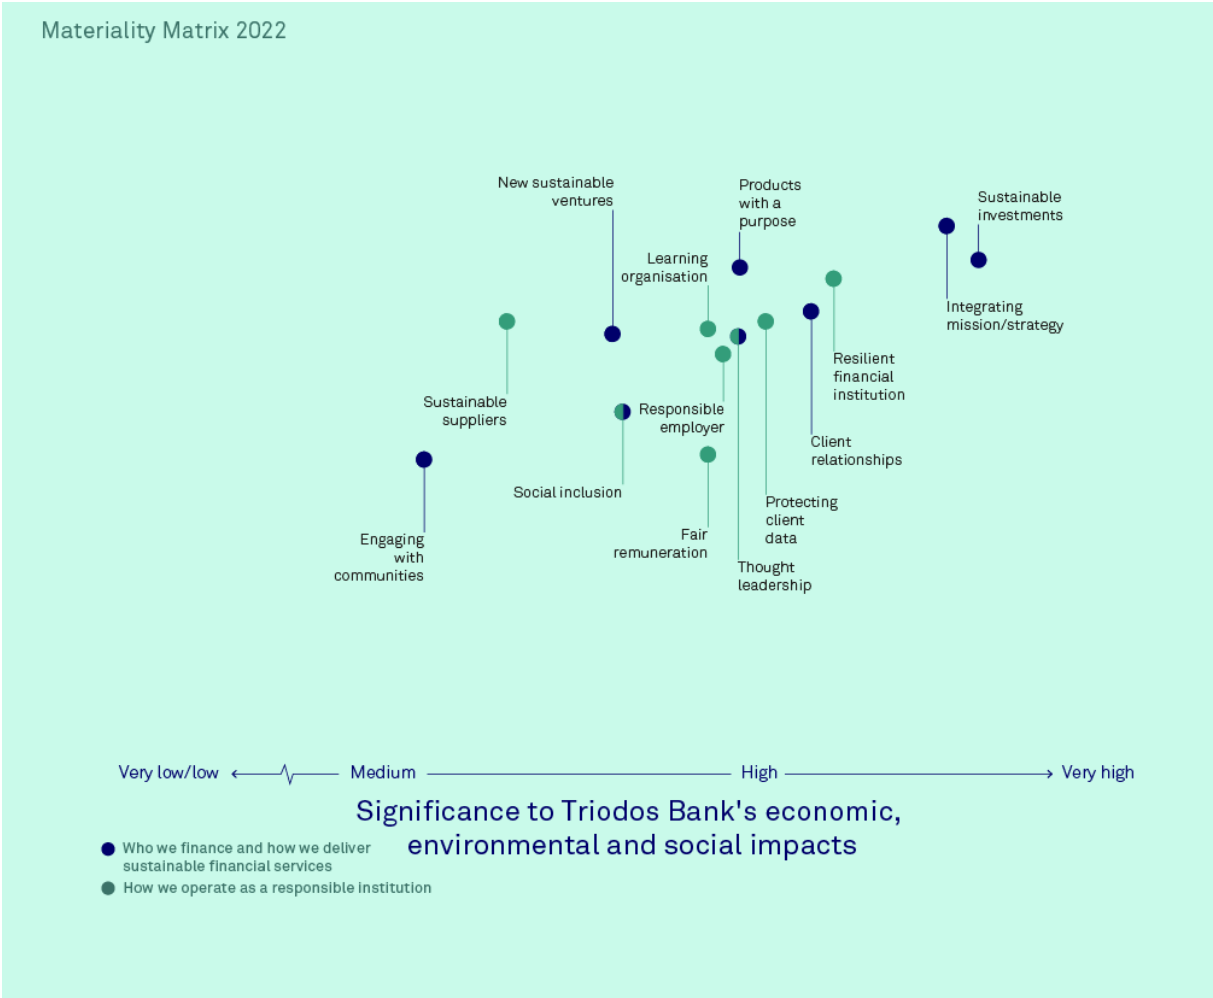 Materiality Matrix 2022
New sustainable
ventures
Products
with a
purpose
Sustainable
investments
Learning
organisation
Integrating
mission/strategy
Resilient
financial
institution
Sustainable
suppliers
Responsible
employer
Client
relationships
Social inclusion
Protecting
client
data
Fair
remuneration
Engaging
with
communities
Thought
leadership
Very low/low
Medium
High
Very high
Significance to Triodos Bank's economic,
environmental and social impacts
Who we finance and how we deliver
sustainable financial services
How we operate as a responsible institution